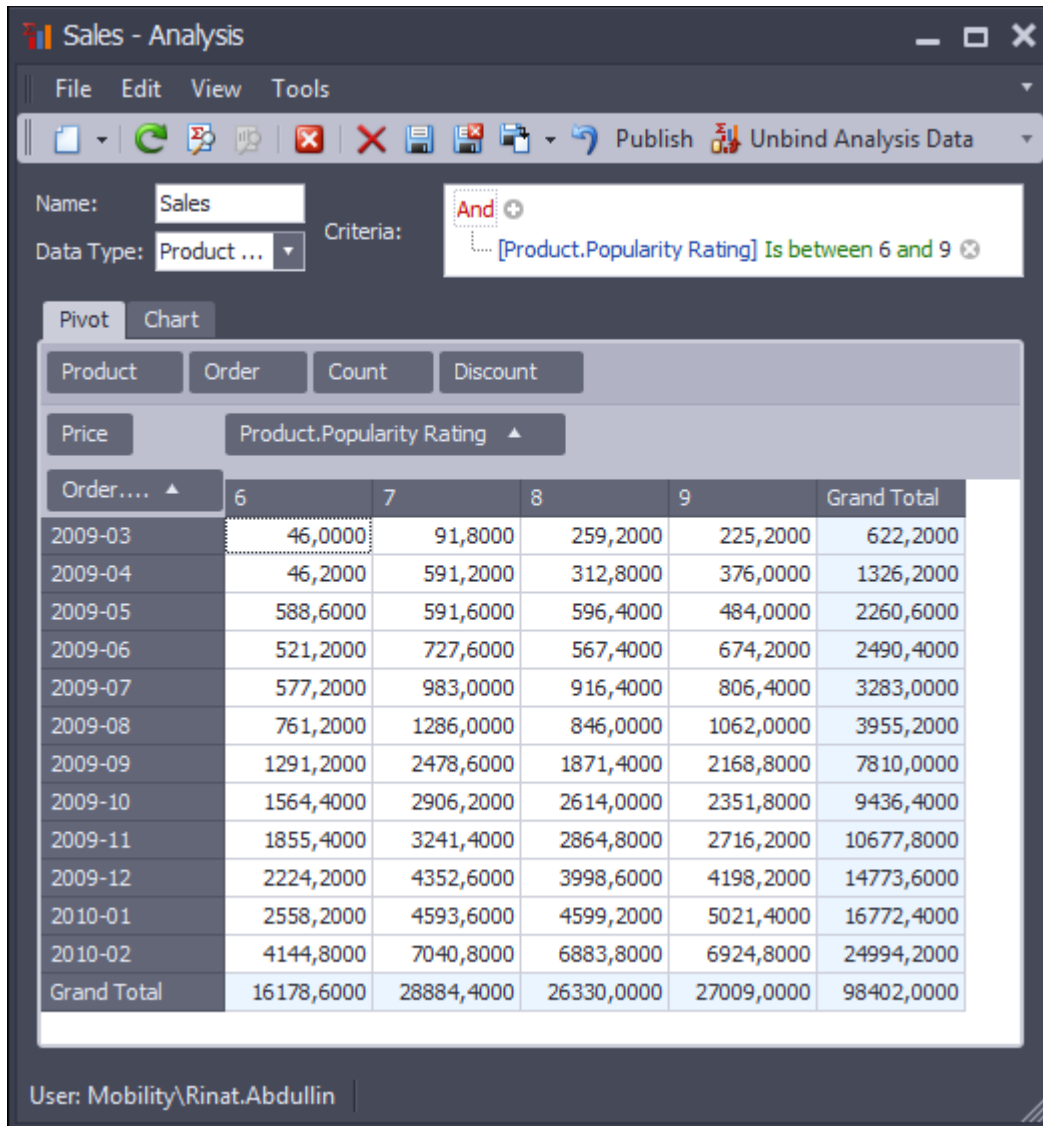 Sales - Analysis
File Edit View Tools
Publish Unbind Analysis Data
Name: Sales
Data Type: Product ...
Criteria:
And
[Product.Popularity Rating] Is between 6 and 9
Pivot Chart
Product Order Count Discount
Price Product.Popularity Rating
Order.... 6 7 8 9 Grand Total
2009-03 46,0000 91,8000 259,2000 225,2000 622,2000
2009-04 46,2000 591,2000 312,8000 376,0000 1326,2000
2009-05 588,6000 591,6000 596,4000 484,0000 2260,6000
2009-06 521,2000 727,6000 567,4000 674,2000 2490,4000
2009-07 577,2000 983,0000 916,4000 806,4000 3283,0000
2009-08 761,2000 1286,0000 846,0000 1062,0000 3955,2000
2009-09 1291,2000 2478,6000 1871,4000 2168,8000 7810,0000
2009-10 1564,4000 2906,2000 2614,0000 2351,8000 9436,4000
2009-11 1855,4000 3241,4000 2864,8000 2716,2000 10677,8000
2009-12 2224,2000 4352,6000 3998,6000 4198,2000 14773,6000
2010-01 2558,2000 4593,6000 4599,2000 5021,4000 16772,4000
2010-02 4144,8000 7040,8000 6883,8000 6924,8000 24994,2000
Grand Total 16178,6000 28884,4000 26330,0000 27009,0000 98402,0000
User: Mobility\Rinat.Abdullin